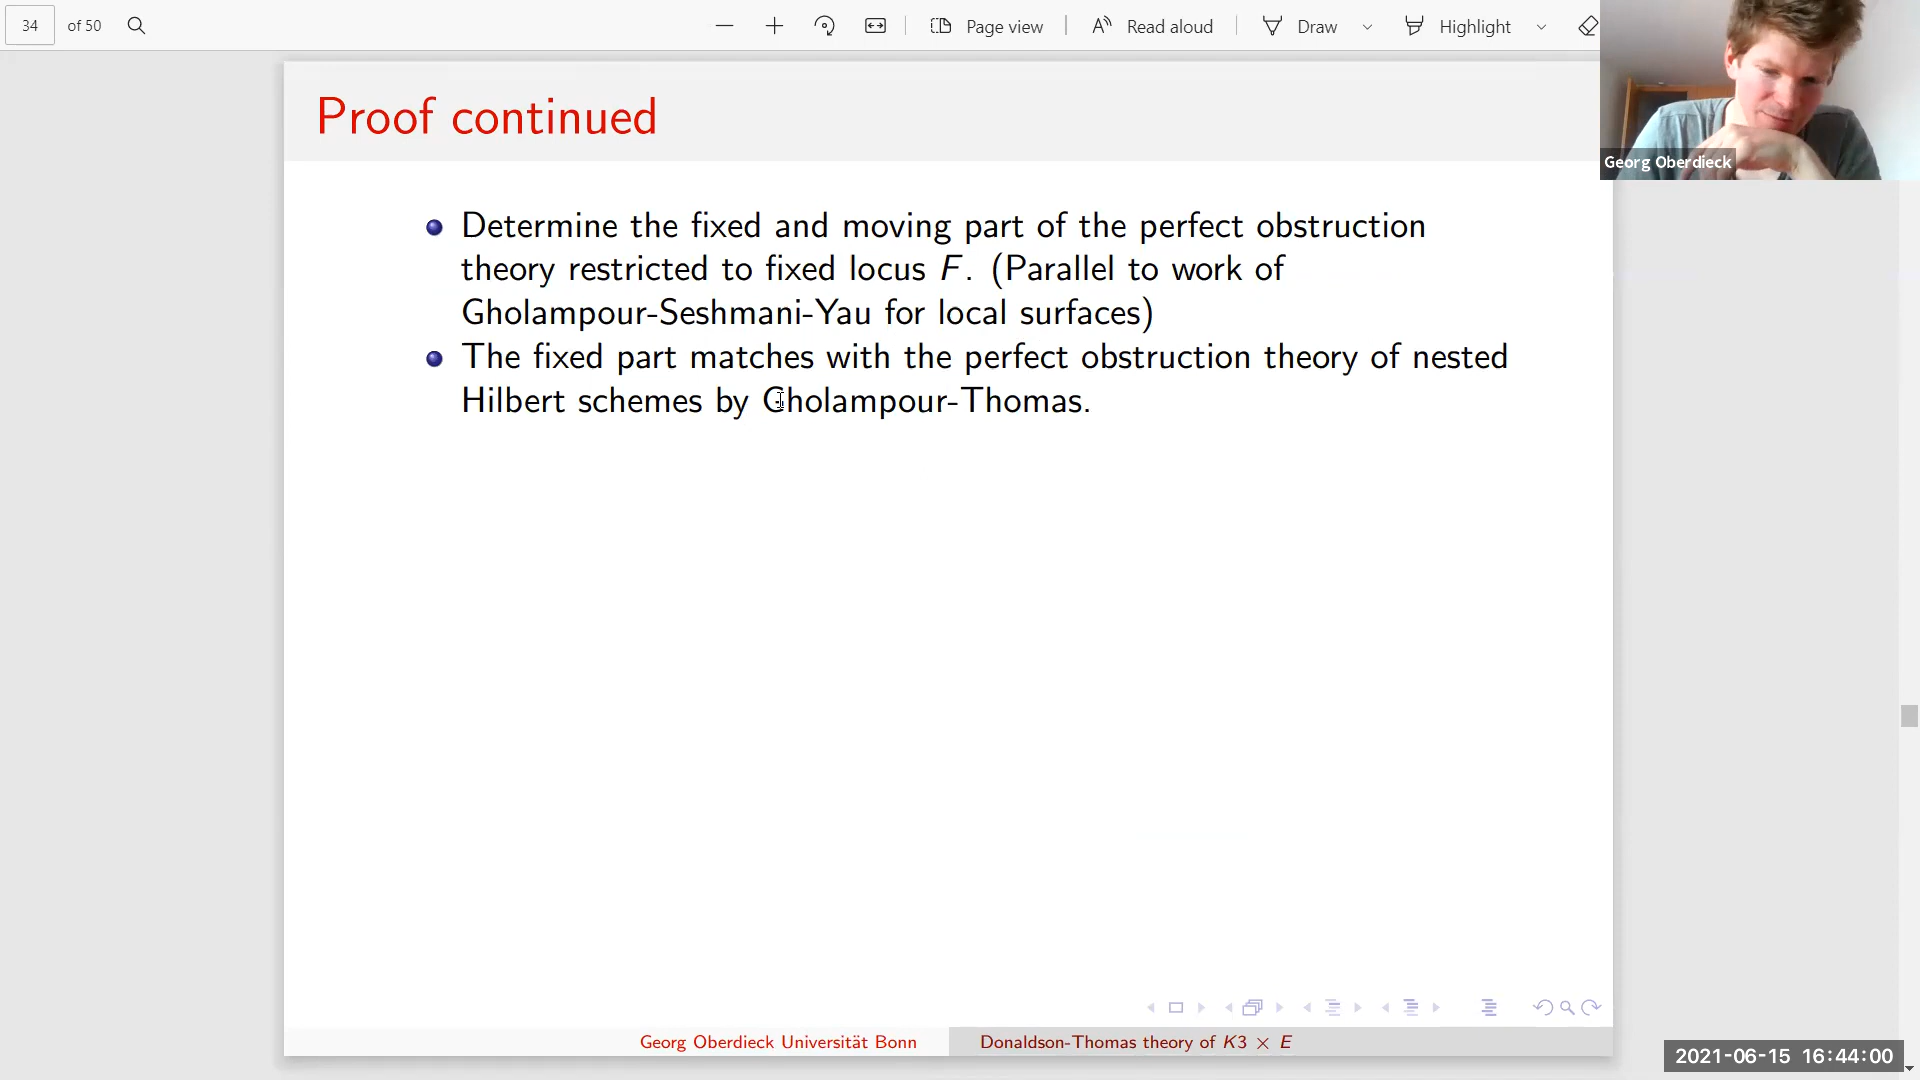 34 of 50 Page view Read aloud Draw Highlight
Proof continued
Georg Oberdieck
Determine the fixed and moving part of the perfect obstruction
theory restricted to fixed locus F. (Parallel to work of
Gholampour-Seshmani-Yau for local surfaces)
The fixed part matches with the perfect obstruction theory of nested
Hilbert schemes by Gholampour-Thomas.
Georg Oberdieck Universität Bonn Donaldson-Thomas theory of K3 × E
2021-06-15 16:44:00